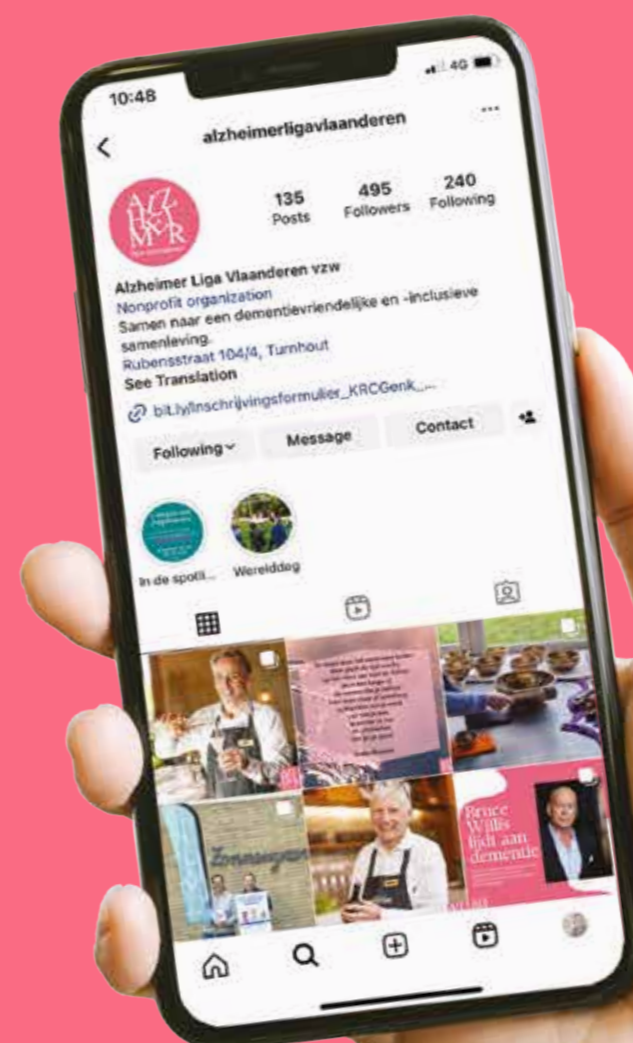 10:48
4G
alzheimerligavlaanderen
135
Posts
495
Followers
240
Following
Alzheimer Liga Vlaanderen vzw
Nonprofit organization
Samen naar een dementievriendelijke en -inclusieve
samenleving.
Rubensstraat 104/4, Turnhout
See Translation
bit.ly/Inschrijvingsformulier_KRCGenk_...
Following
Message
Contact
In de spotli...
Werelddag
Bruce
Willis
lijdt aan
dementie